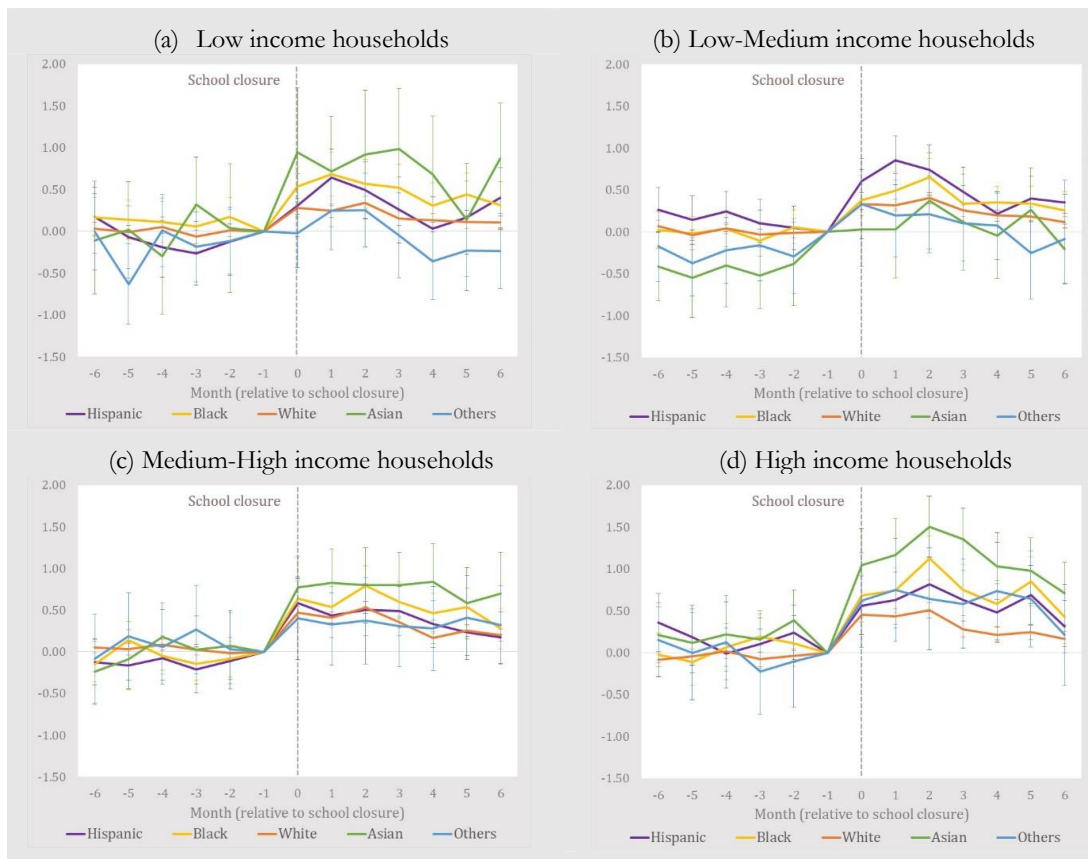 (a) Low income households
2.00
School closure
1.50
1.00
0.50
0.00
-0.50
-1.00
-1.50
-6 -5 -4 -3 -2 -1 0 1 2 3 4 5 6
Month (relative to school closure)
Hispanic Black White Asian Others
(b) Low-Medium income households
2.00
School closure
1.50
1.00
0.50
0.00
-0.50
-1.00
-1.50
-6 -5 -4 -3 -2 -1 0 1 2 3 4 5 6
Month (relative to school closure)
Hispanic Black White Asian Others
(c) Medium-High income households
2.00
School closure
1.50
1.00
0.50
0.00
-0.50
-1.00
-1.50
-6 -5 -4 -3 -2 -1 0 1 2 3 4 5 6
Month (relative to school closure)
Hispanic Black White Asian Others
(d) High income households
2.00
School closure
1.50
1.00
0.50
0.00
-0.50
-1.00
-1.50
-6 -5 -4 -3 -2 -1 0 1 2 3 4 5 6
Month (relative to school closure)
Hispanic Black White Asian Others